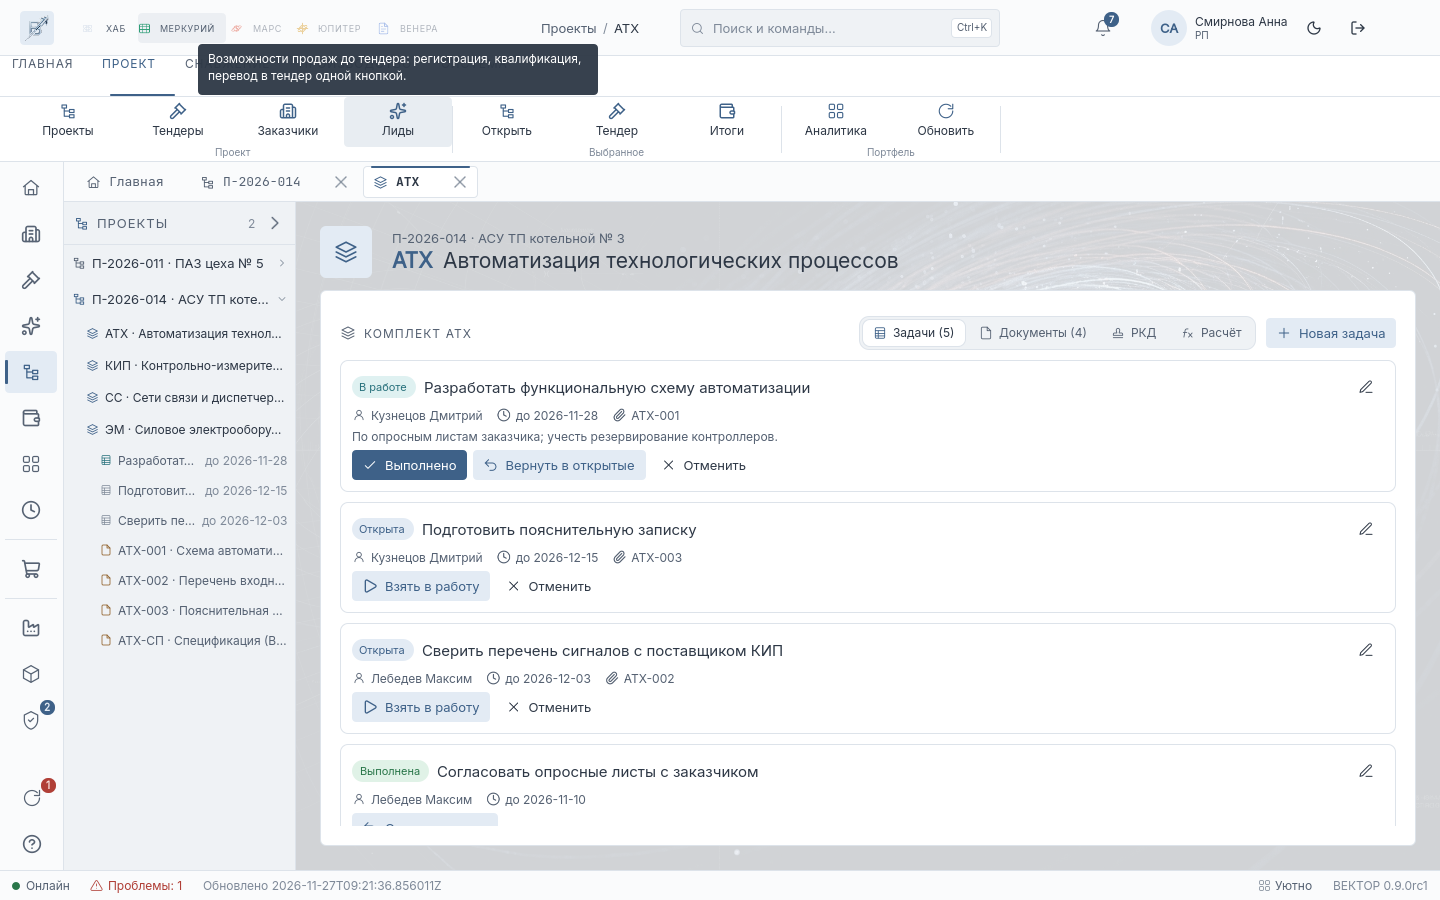 ХАБ
МЕРКУРИЙ
МАРС
ЮПИТЕР
ВЕНЕРА
Проекты / АТХ
Поиск и команды...
Ctrl+K
7
СА
Смирнова Анна
РП
ГЛАВНАЯ
ПРОЕКТ
Возможности продаж до тендера: регистрация, квалификация,
перевод в тендер одной кнопкой.
Проекты
Тендеры
Заказчики
Лиды
Открыть
Тендер
Итоги
Аналитика
Обновить
Проект
Выбранное
Портфель
Главная
П-2026-014
АТХ
ПРОЕКТЫ
2
П-2026-011 · ПАЗ цеха № 5
П-2026-014 · АСУ ТП коте...
АТХ · Автоматизация технол...
КИП · Контрольно-измерите...
СС · Сети связи и диспетчер...
ЭМ · Силовое электрообору...
Разработат... до 2026-11-28
Подготовит... до 2026-12-15
Сверить пе... до 2026-12-03
АТХ-001 · Схема автомати...
АТХ-002 · Перечень входн...
АТХ-003 · Пояснительная ...
АТХ-СП · Спецификация (В...
2
1
П-2026-014 · АСУ ТП котельной № 3
АТХ Автоматизация технологических процессов
КОМПЛЕКТ АТХ
Задачи (5)
Документы (4)
РКД
Расчёт
Новая задача
В работе
Разработать функциональную схему автоматизации
Кузнецов Дмитрий
до 2026-11-28
АТХ-001
По опросным листам заказчика; учесть резервирование контроллеров.
Выполнено
Вернуть в открытые
Отменить
Открыта
Подготовить пояснительную записку
Кузнецов Дмитрий
до 2026-12-15
АТХ-003
Взять в работу
Отменить
Открыта
Сверить перечень сигналов с поставщиком КИП
Лебедев Максим
до 2026-12-03
АТХ-002
Взять в работу
Отменить
Выполнена
Согласовать опросные листы с заказчиком
Лебедев Максим
до 2026-11-10
Онлайн
Проблемы: 1
Обновлено 2026-11-27T09:21:36.856011Z
Уютно
ВЕКТОР 0.9.0rc1